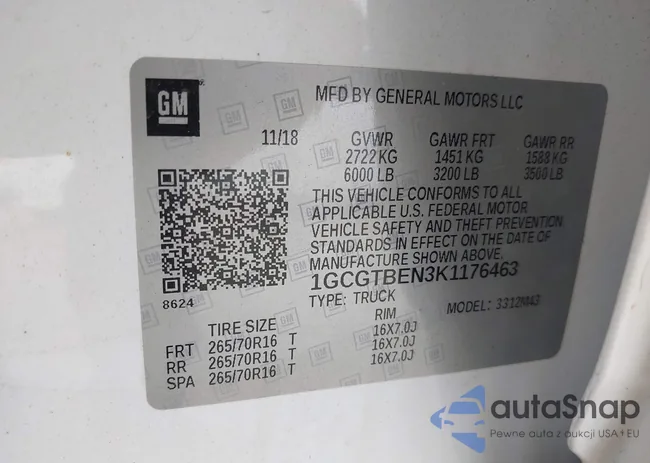 GM
MFD BY GENERAL MOTORS LLC
11/18 GVWR GAWR FRT GAWR RR
2722 KG 1451 KG 1588 KG
6000 LB 3200 LB 3500 LB
THIS VEHICLE CONFORMS TO ALL
APPLICABLE U.S. FEDERAL MOTOR
VEHICLE SAFETY AND THEFT PREVENTION
STANDARDS IN EFFECT ON THE DATE OF
MANUFACTURE SHOWN ABOVE.
1GCGTBEN3K1176463
8624
TYPE: TRUCK MODEL: 3312M43
TIRE SIZE RIM
FRT 265/70R16 T 16X7.0J
RR 265/70R16 T 16X7.0J
SPA 265/70R16 T 16X7.0J
autaSnap
Pewne auta z aukcji USA+EU